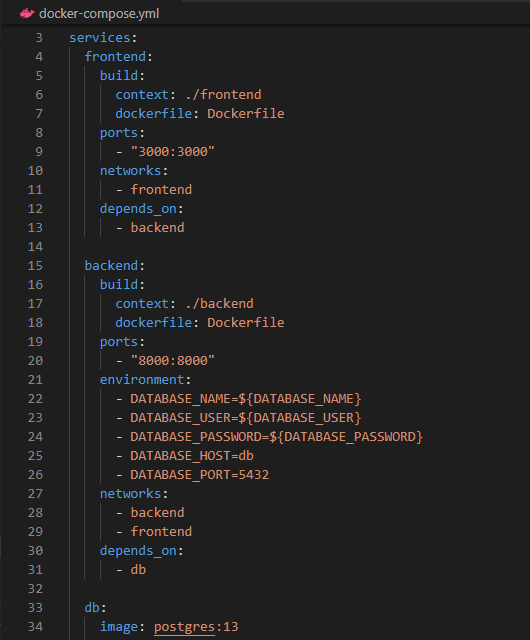 docker-compose.yml
3 services:
4 frontend:
5 build:
6 context: ./frontend
7 dockerfile: Dockerfile
8 ports:
9 - "3000:3000"
10 networks:
11 - frontend
12 depends_on:
13 - backend
14
15 backend:
16 build:
17 context: ./backend
18 dockerfile: Dockerfile
19 ports:
20 - "8000:8000"
21 environment:
22 - DATABASE_NAME=${DATABASE_NAME}
23 - DATABASE_USER=${DATABASE_USER}
24 - DATABASE_PASSWORD=${DATABASE_PASSWORD}
25 - DATABASE_HOST=db
26 - DATABASE_PORT=5432
27 networks:
28 - backend
29 - frontend
30 depends_on:
31 - db
32
33 db:
34 image: postgres:13